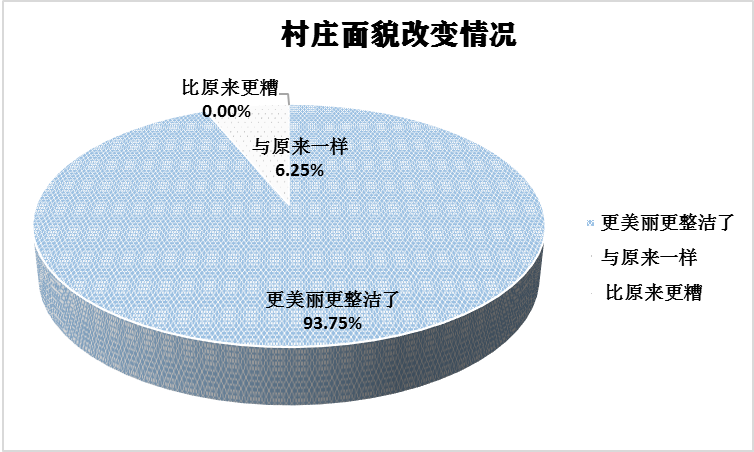 村庄面貌改变情况
比原来更糟
0.00%
与原来一样
6.25%
更美丽更整洁了
93.75%
更美丽更整洁了
与原来一样
比原来更糟